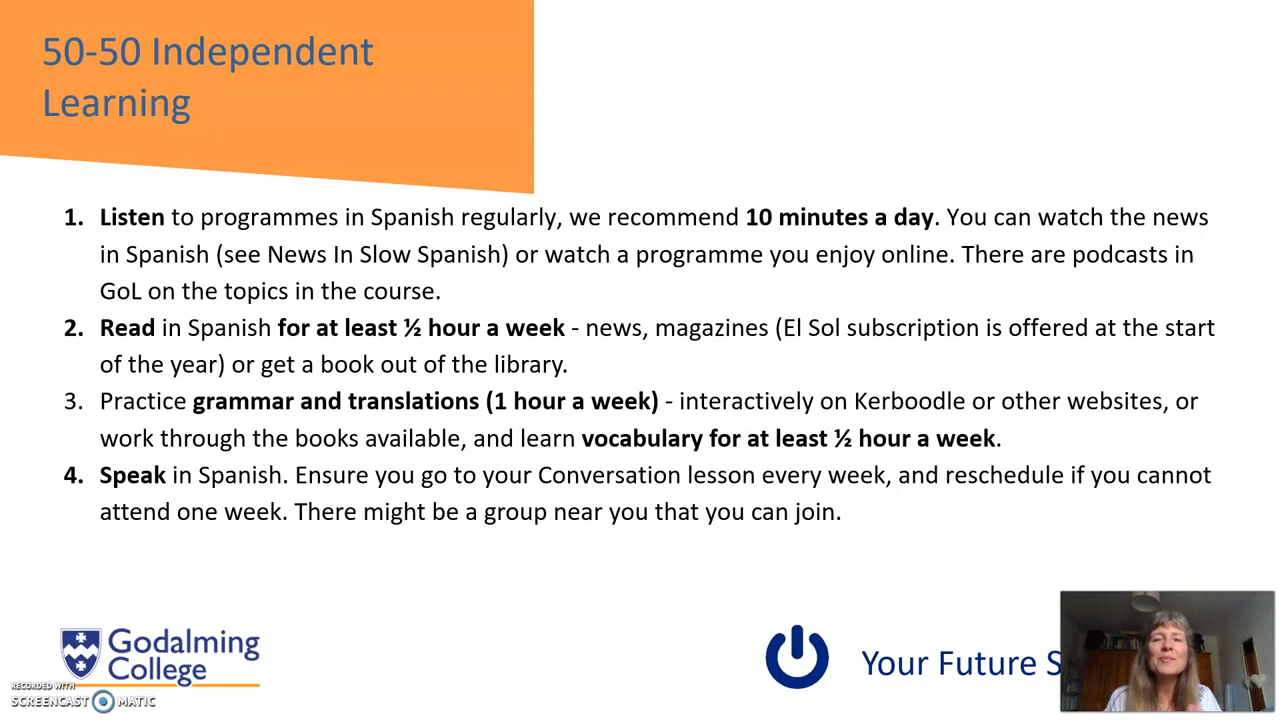 50-50 Independent
Learning
1. Listen to programmes in Spanish regularly, we recommend 10 minutes a day. You can watch the news
in Spanish (see News In Slow Spanish) or watch a programme you enjoy online. There are podcasts in
GoL on the topics in the course.
2. Read in Spanish for at least ½ hour a week - news, magazines (El Sol subscription is offered at the start
of the year) or get a book out of the library.
3. Practice grammar and translations (1 hour a week) - interactively on Kerboodle or other websites, or
work through the books available, and learn vocabulary for at least ½ hour a week.
4. Speak in Spanish. Ensure you go to your Conversation lesson every week, and reschedule if you cannot
attend one week. There might be a group near you that you can join.
Godalming
College
Your Future S
RECORDED WITH
SCREENCAST MATIC